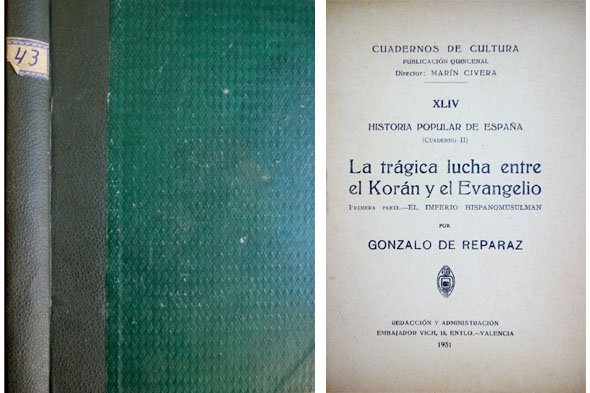 43
CUADERNOS DE CULTURA
PUBLICACIÓN QUINCENAL
Director: MARÍN CIVERA
XLIV
HISTORIA POPULAR DE ESPAÑA
(CUADERNO II)
La trágica lucha entre
el Korán y el Evangelio
PRIMERA PARTE.—EL IMPERIO HISPANOMUSULMAN
POR
GONZALO DE REPARAZ
REDACCIÓN Y ADMINISTRACIÓN
EMBAJADOR VICH, 15, ENTLO.—VALENCIA
1931